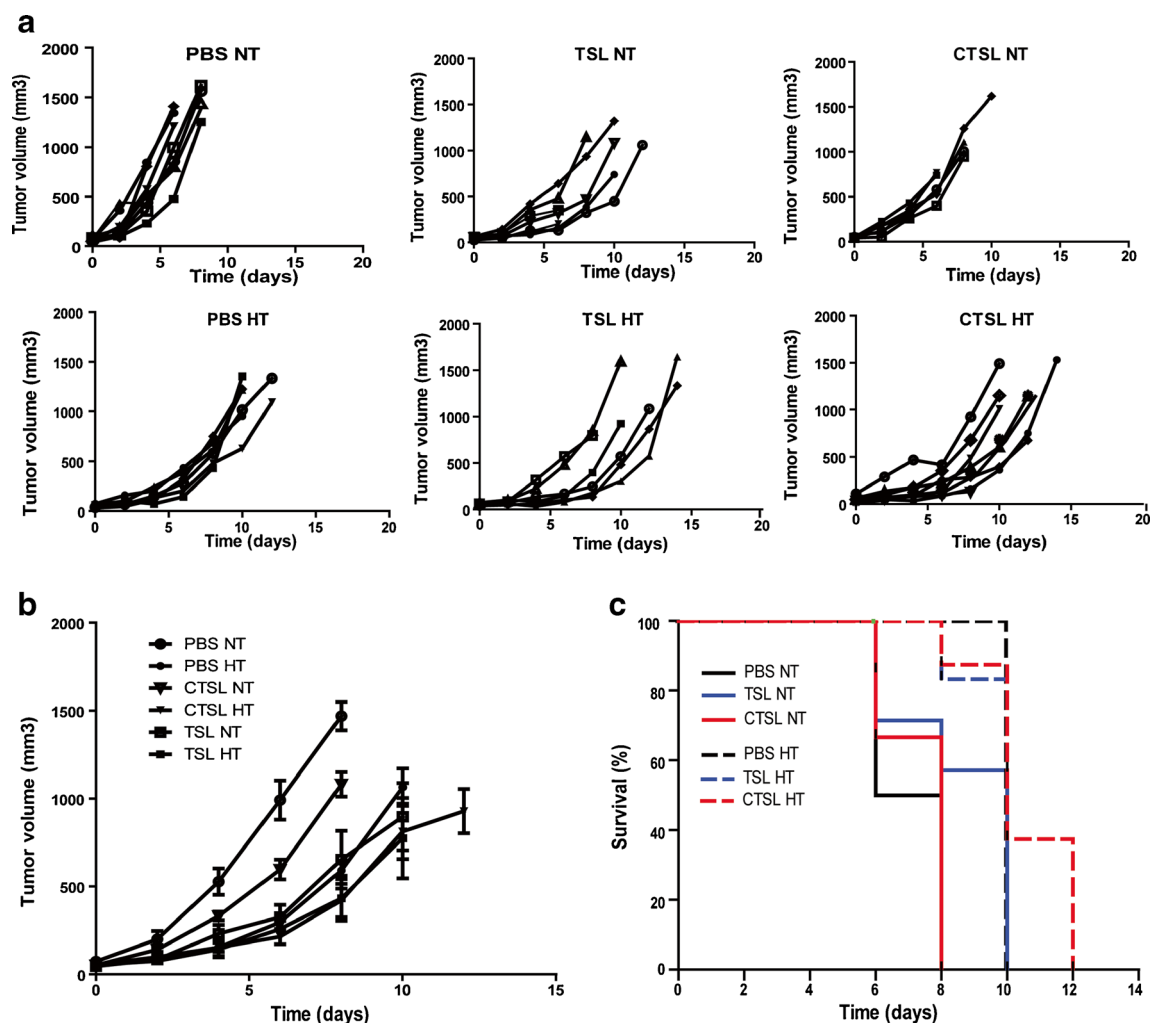 a
PBS NT
TSL NT
CTSL NT
Tumor volume (mm3)
2000
1500
1000
500
0
0 5 10 15 20
Time (days)
Tumor volume (mm3)
2000
1500
1000
500
0
0 5 10 15 20
Time (days)
Tumor volume (mm3)
2000
1500
1000
500
0
0 5 10 15 20
Time (days)
PBS HT
TSL HT
CTSL HT
Tumor volume (mm3)
2000
1500
1000
500
0
0 5 10 15 20
Time (days)
Tumor volume (mm3)
2000
1500
1000
500
0
0 5 10 15 20
Time (days)
Tumor volume (mm3)
2000
1500
1000
500
0
0 5 10 15 20
Time (days)
b
Tumor volume (mm3)
2000
1500
1000
500
0
PBS NT
PBS HT
CTSL NT
CTSL HT
TSL NT
TSL HT
0 5 10 15
Time (days)
c
Survival (%)
100
80
60
40
20
0
PBS NT
TSL NT
CTSL NT
PBS HT
TSL HT
CTSL HT
0 2 4 6 8 10 12 14
Time (days)